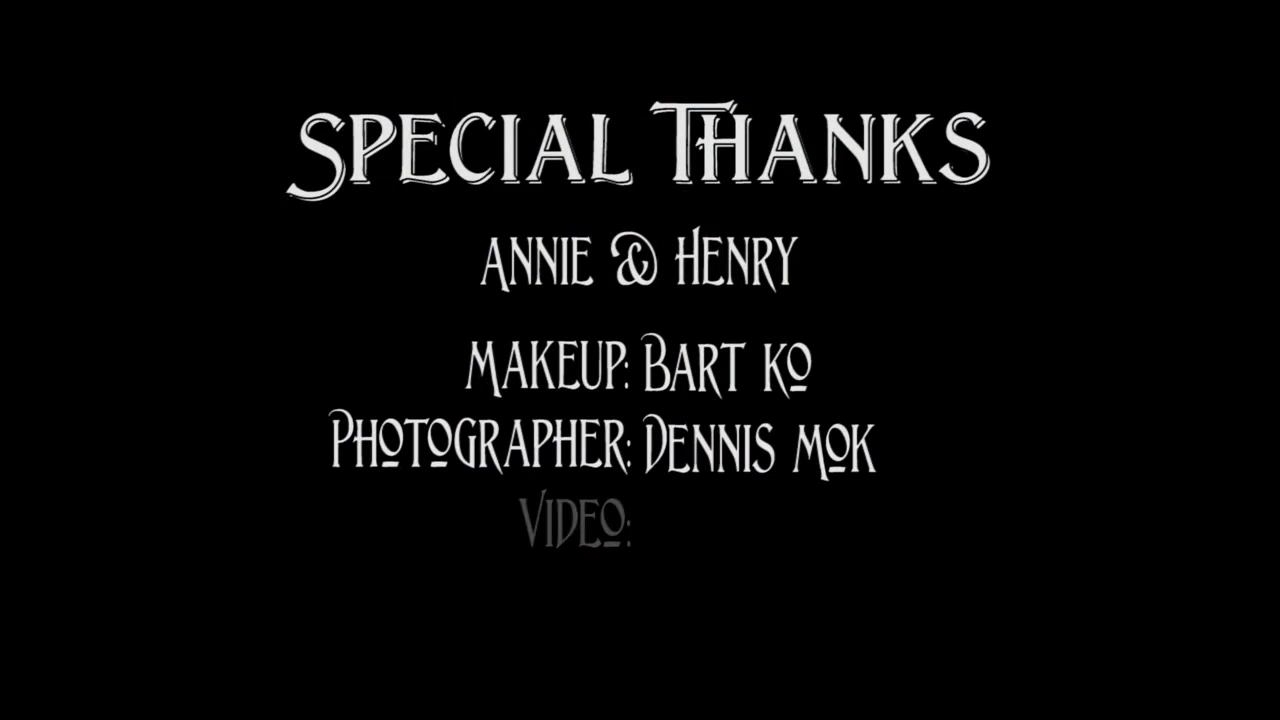 Special Thanks
Annie & Henry
Makeup: Bart Ko
Photographer: Dennis Mok
Video: